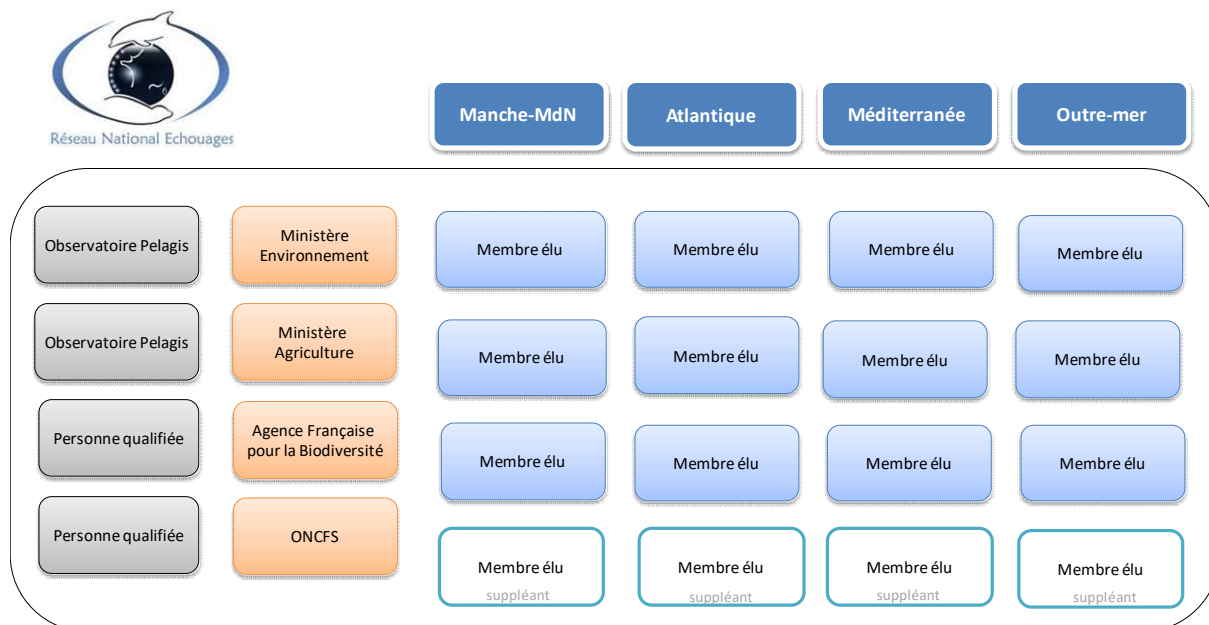 Réseau National Echouages
Manche-MdN
Atlantique
Méditerranée
Outre-mer
Observatoire Pelagis
Ministère
Environnement
Membre élu
Membre élu
Membre élu
Membre élu
Observatoire Pelagis
Ministère
Agriculture
Membre élu
Membre élu
Membre élu
Membre élu
Personne qualifiée
Agence Française
pour la Biodiversité
Membre élu
Membre élu
Membre élu
Membre élu
Personne qualifiée
ONCFS
Membre élu
suppléant
Membre élu
suppléant
Membre élu
suppléant
Membre élu
suppléant